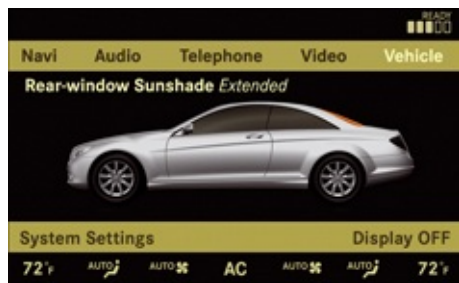 READY
Navi Audio Telephone Video Vehicle
Rear-window Sunshade Extended
System Settings Display OFF
72°F AUTO AUTO AC AUTO AUTO 72°F